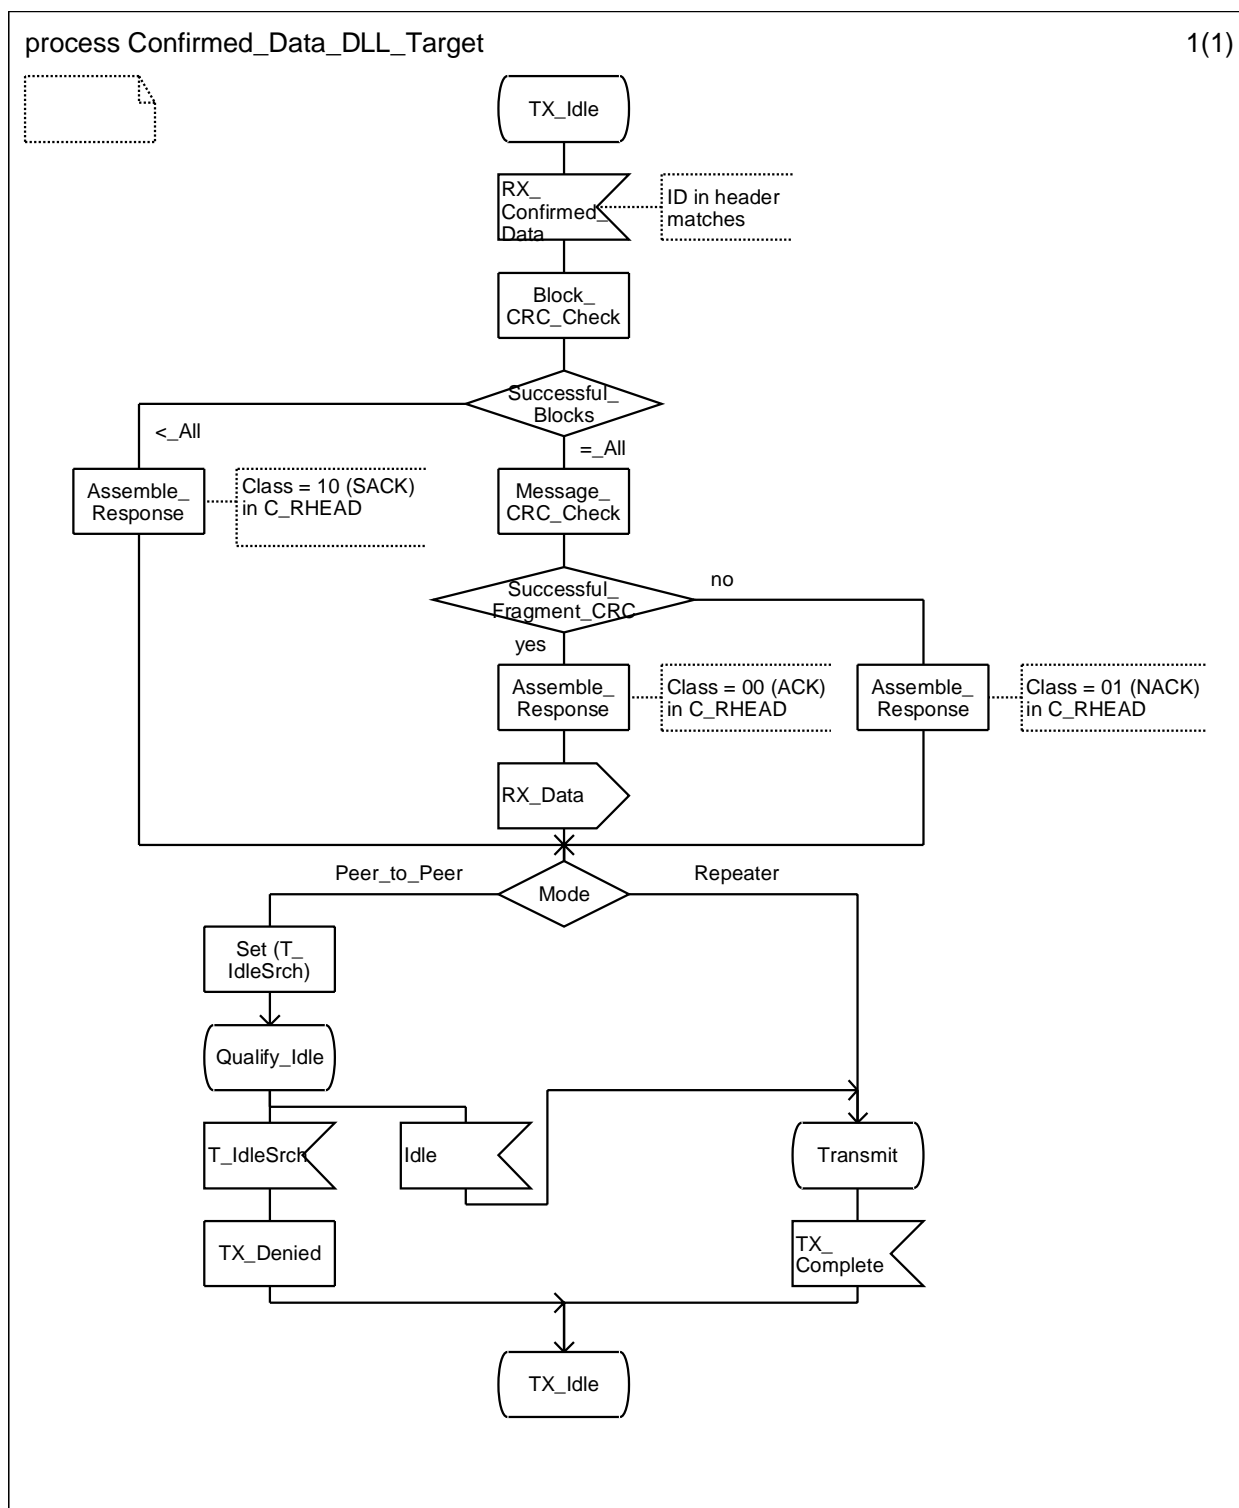 process Confirmed_Data_DLL_Target
1(1)
TX_Idle
RX_
Confirmed_
Data
ID in header
matches
Block_
CRC_Check
Successful_
Blocks
<_All
=_All
Assemble_
Response
Class = 10 (SACK)
in C_RHEAD
Message_
CRC_Check
Successful_
Fragment_CRC
no
yes
Assemble_
Response
Class = 00 (ACK)
in C_RHEAD
Assemble_
Response
Class = 01 (NACK)
in C_RHEAD
RX_Data
Peer_to_Peer
Mode
Repeater
Set (T_
IdleSrch)
Qualify_Idle
T_IdleSrch
Idle
Transmit
TX_Denied
TX_
Complete
TX_Idle